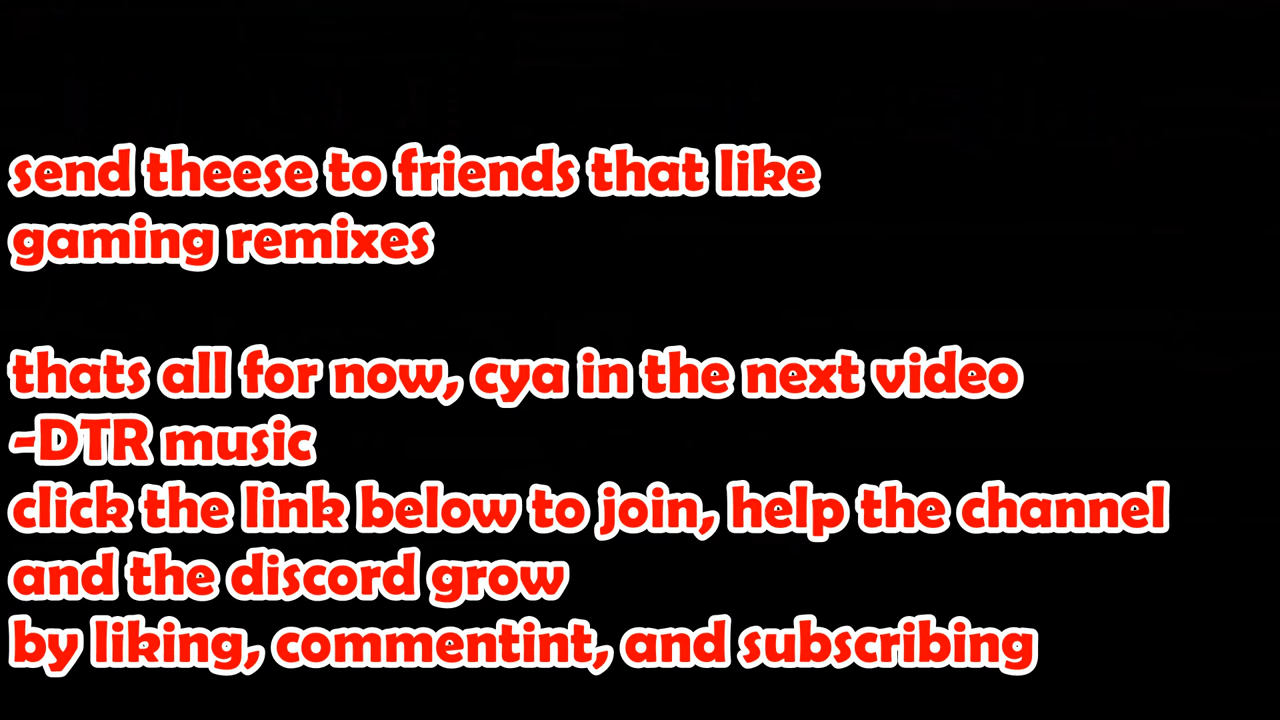 send theese to friends that like
gaming remixes
thats all for now, cya in the next video
-DTR music
click the link below to join, help the channel
and the discord grow
by liking, commentint, and subscribing